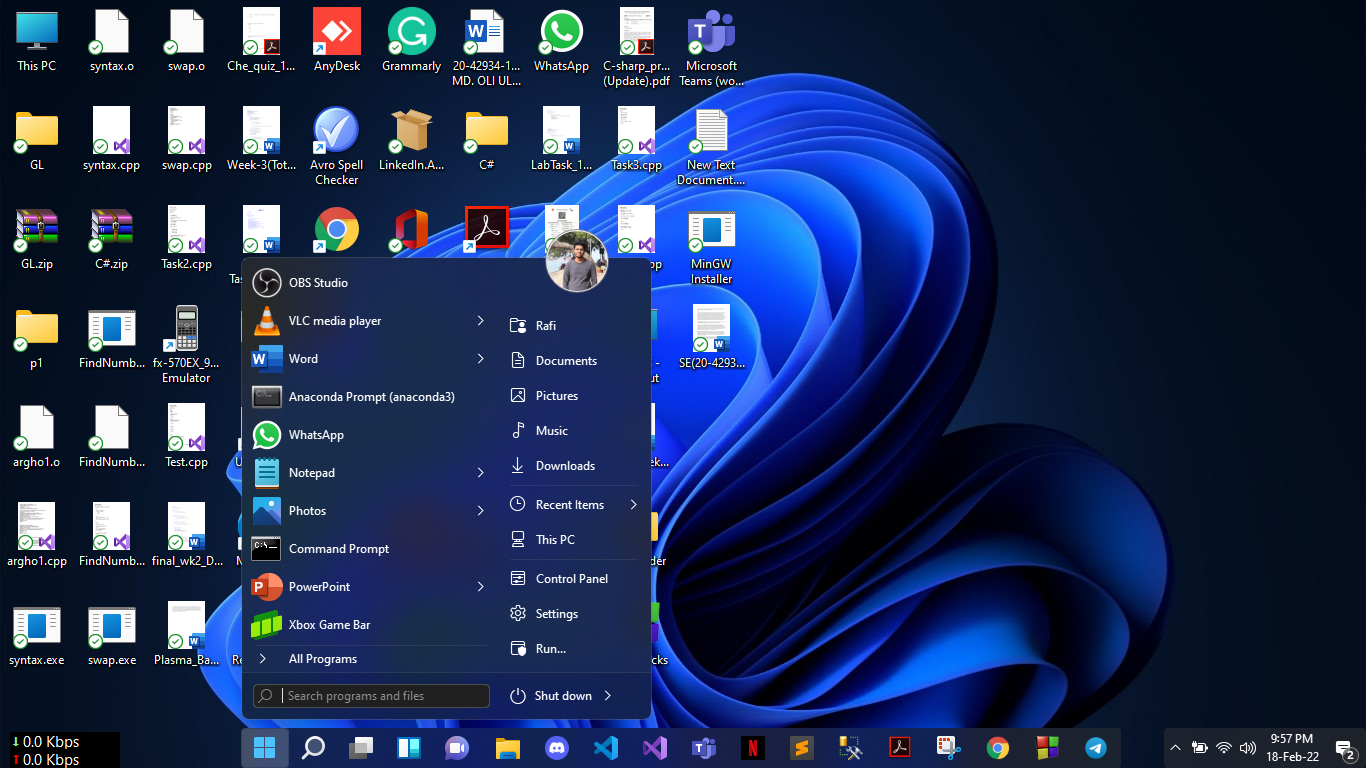 This PC
syntax.o
swap.o
Che_quiz_1...
AnyDesk
Grammarly
20-42934-1...
MD. OLI UL...
WhatsApp
C-sharp_pr...
(Update).pdf
Microsoft
Teams (wo...
GL
syntax.cpp
swap.cpp
Week-3(Tot...
Avro Spell
Checker
LinkedIn.A...
C#
LabTask_1...
Task3.cpp
New Text
Document....
GL.zip
C#.zip
Task2.cpp
MinGW
Installer
p1
FindNumb...
fx-570EX_9...
Emulator
SE(20-4293...
argho1.o
FindNumb...
Test.cpp
argho1.cpp
FindNumb...
final_wk2_D...
syntax.exe
swap.exe
Plasma_Ba...
OBS Studio
VLC media player
Word
Anaconda Prompt (anaconda3)
WhatsApp
Notepad
Photos
Command Prompt
PowerPoint
Xbox Game Bar
All Programs
Search programs and files
Rafi
Documents
Pictures
Music
Downloads
Recent Items
This PC
Control Panel
Settings
Run...
Shut down
0.0 Kbps
0.0 Kbps
9:57 PM
18-Feb-22
2